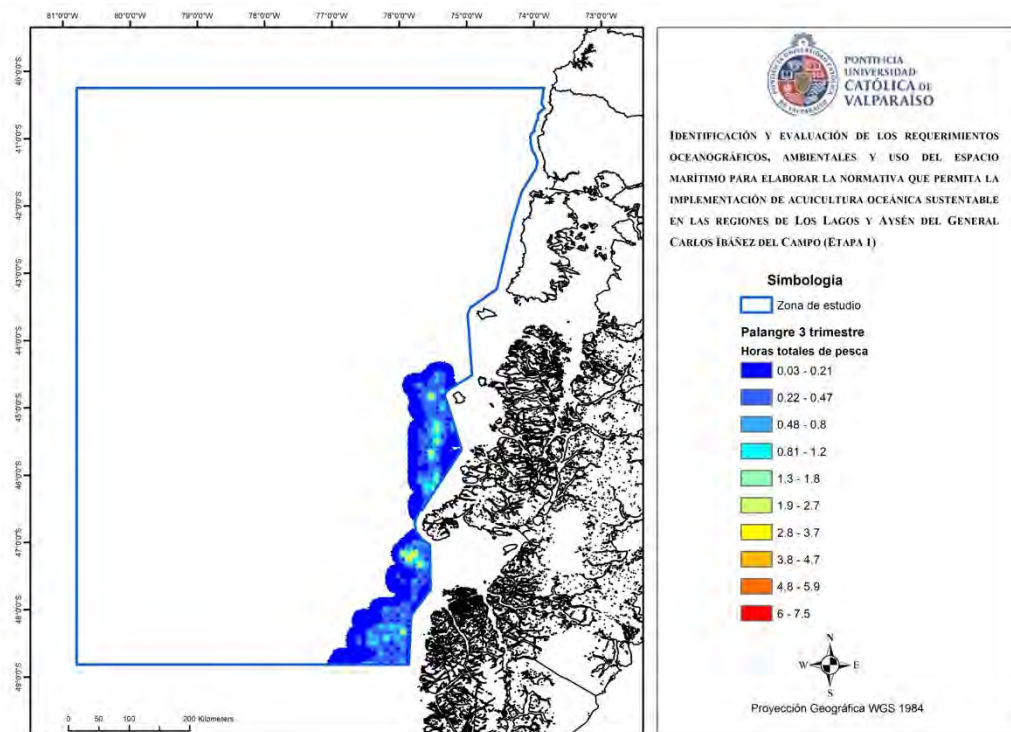 81°0'0"W 80°0'0"W 79°0'0"W 78°0'0"W 77°0'0"W 76°0'0"W 75°0'0"W 74°0'0"W 73°0'0"W
40°0'0"S
41°0'0"S
42°0'0"S
43°0'0"S
44°0'0"S
45°0'0"S
46°0'0"S
47°0'0"S
48°0'0"S
49°0'0"S
0 50 100 200 Kilometers
PONTIFICIA
UNIVERSIDAD
CATÓLICA DE
VALPARAÍSO
IDENTIFICACIÓN Y EVALUACIÓN DE LOS REQUERIMIENTOS
OCEANOGRÁFICOS, AMBIENTALES Y USO DEL ESPACIO
MARÍTIMO PARA ELABORAR LA NORMATIVA QUE PERMITA LA
IMPLEMENTACIÓN DE ACUICULTURA OCEÁNICA SUSTENTABLE
EN LAS REGIONES DE LOS LAGOS Y AYSÉN DEL GENERAL
CARLOS IBÁÑEZ DEL CAMPO (ETAPA I)
Simbología
Zona de estudio
Palangre 3 trimestre
Horas totales de pesca
0,03 - 0,21
0,22 - 0,47
0,48 - 0,8
0,81 - 1,2
1,3 - 1,8
1,9 - 2,7
2,8 - 3,7
3,8 - 4,7
4,8 - 5,9
6 - 7,5
N
W E
S
Proyección Geográfica WGS 1984